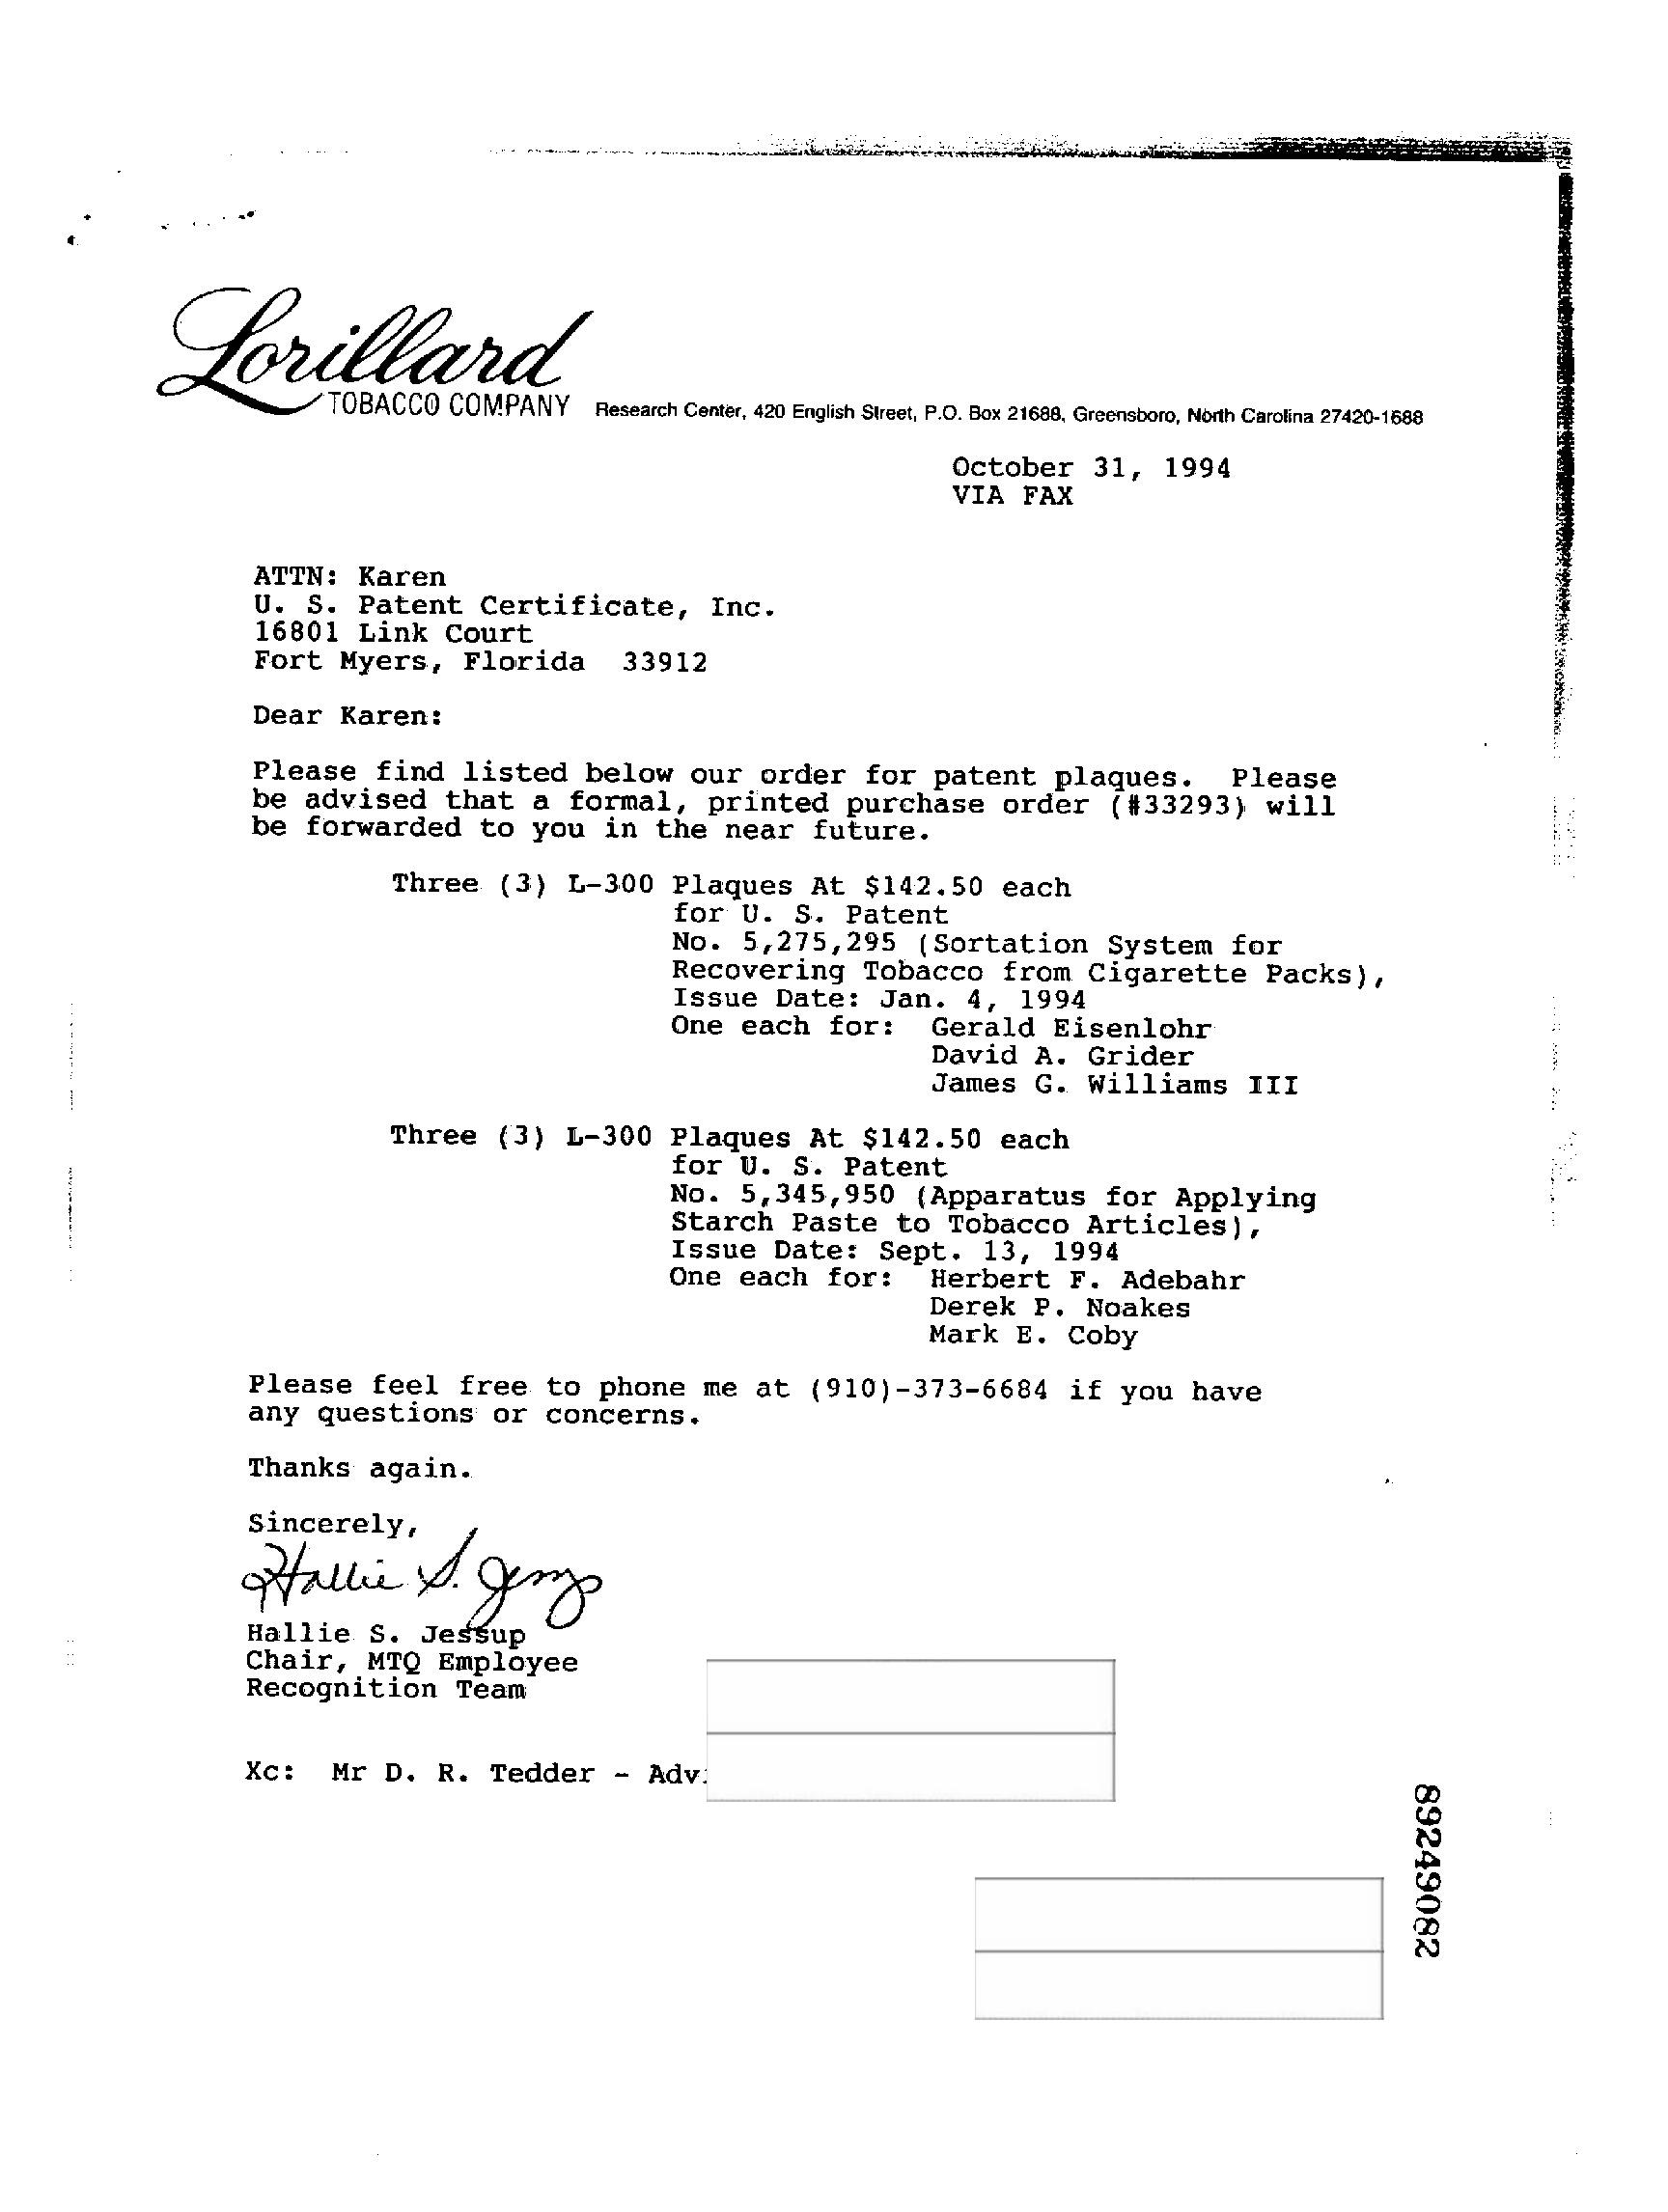 Lorillard
TOBACCO COMPANY Research Center, 420 English Street, P.O. Box 21688, Greensboro, North Carolina 27420-1688
October 31, 1994
VIA FAX
ATTN: Karen
U. S. Patent Certificate, Inc.
16801 Link Court
Fort Myers, Florida 33912
Dear Karen:
Please find listed below our order for patent plaques. Please
be advised that a formal, printed purchase order (#33293) will
be forwarded to you in the near future.
Three (3) L-300 Plaques At $142.50 each
for U. S. Patent
No. 5,275,295 (Sortation System for
Recovering Tobacco from Cigarette Packs),
Issue Date: Jan. 4, 1994
One each for: Gerald Eisenlohr
David A. Grider
James G. Williams III
Three (3) L-300 Plaques At $142.50 each
for U. S. Patent
No. 5,345,950 (Apparatus for Applying
Starch Paste to Tobacco Articles),
Issue Date: Sept. 13, 1994
One each for: Herbert F. Adebahr
Derek P. Noakes
Mark E. Coby
Please feel free to phone me at (910)-373-6684 if you have
any questions or concerns.
Thanks again.
Sincerely,
Hallie S.
Hallie S. Jessup
Chair, MTQ Employee
Recognition Team
Xc: Mr D. R. Tedder - Adv
89249082